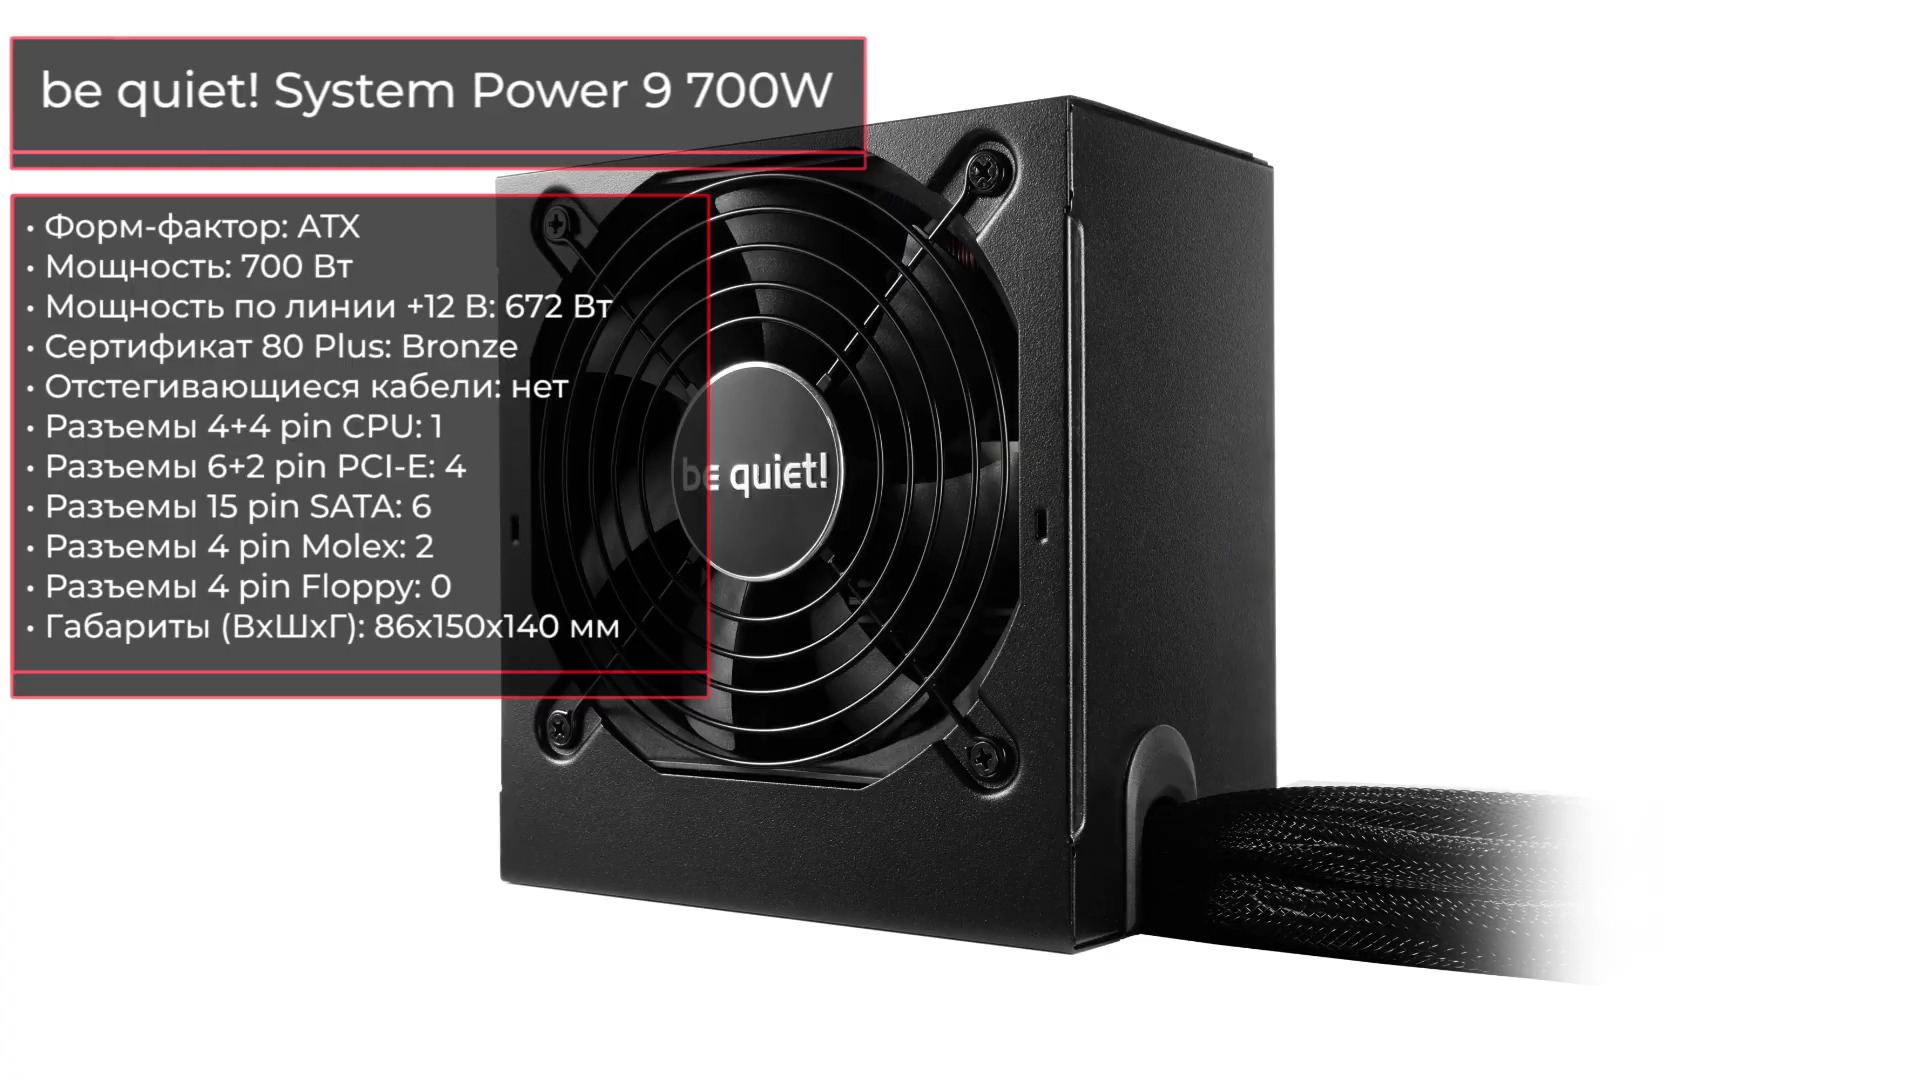 be quiet! System Power 9 700W
• Форм-фактор: ATX
• Мощность: 700 Вт
• Мощность по линии +12 В: 672 Вт
• Сертификат 80 Plus: Bronze
• Отстегивающиеся кабели: нет
• Разъемы 4+4 pin CPU: 1
• Разъемы 6+2 pin PCI-E: 4
• Разъемы 15 pin SATA: 6
• Разъемы 4 pin Molex: 2
• Разъемы 4 pin Floppy: 0
• Габариты (ВхШхГ): 86x150x140 мм
be quiet!